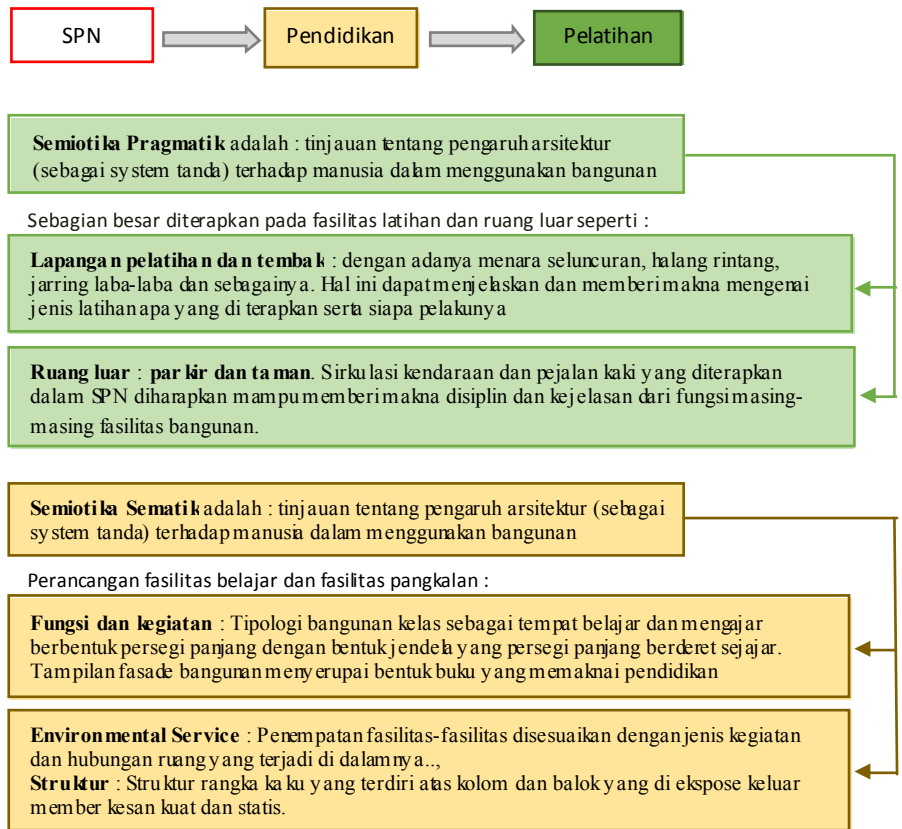 SPN
Pendidikan
Pelatihan
Semiotika Pragmatik adalah : tinjauan tentang pengaruh arsitektur
(sebagai system tanda) terhadap manusia dalam menggunakan bangunan
Sebagian besar diterapkan pada fasilitas latihan dan ruang luar seperti :
Lapangan pelatihan dan tembak : dengan adanya menara seluncuran, halang rintang,
jarring laba-laba dan sebagainya. Hal ini dapat menjelaskan dan memberi makna mengenai
jenis latihan apa yang di terapkan serta siapa pelakunya
Ruang luar : parkir dan taman. Sirkulasi kendaraan dan pejalan kaki yang diterapkan
dalam SPN diharapkan mampu memberi makna disiplin dan kejelasan dari fungsi masing-
masing fasilitas bangunan.
Semiotika Sematik adalah : tinjauan tentang pengaruh arsitektur (sebagai
system tanda) terhadap manusia dalam menggunakan bangunan
Perancangan fasilitas belajar dan fasilitas pangkalan :
Fungsi dan kegiatan : Tipologi bangunan kelas sebagai tempat belajar dan mengajar
berbentuk persegi panjang dengan bentuk jendela yang persegi panjang berderet sejajar.
Tampilan fasade bangunan menyerupai bentuk buku yang memaknai pendidikan
Environmental Service : Penempatan fasilitas-fasilitas disesuaikan dengan jenis kegiatan
dan hubungan ruang yang terjadi di dalamnya..,
Struktur : Struktur rangka kaku yang terdiri atas kolom dan balok yang di ekspose keluar
member kesan kuat dan statis.